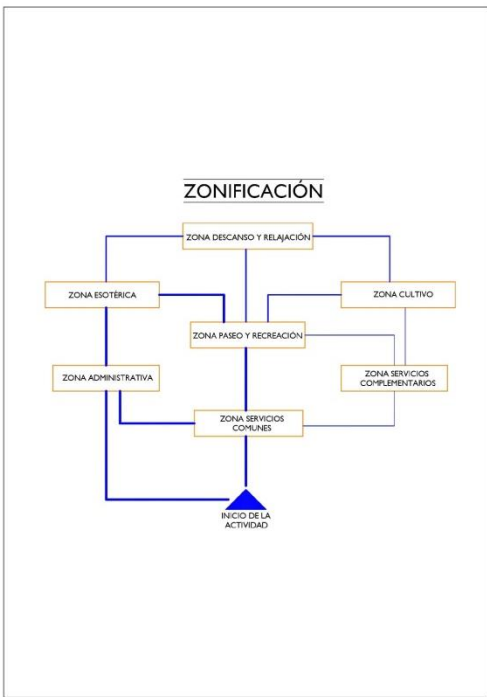 ZONIFICACIÓN
ZONA DESCANSO Y RELAJACIÓN
ZONA ESOTÉRICA
ZONA CULTIVO
ZONA PASEO Y RECREACIÓN
ZONA ADMINISTRATIVA
ZONA SERVICIOS
COMPLEMENTARIOS
ZONA SERVICIOS
COMUNES
INICIO DE LA
ACTIVIDAD